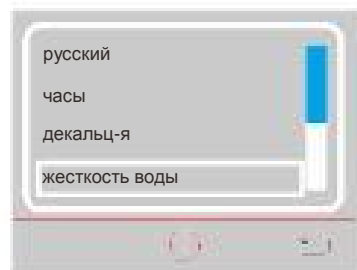 русский
часы
декальц-я
жесткость воды